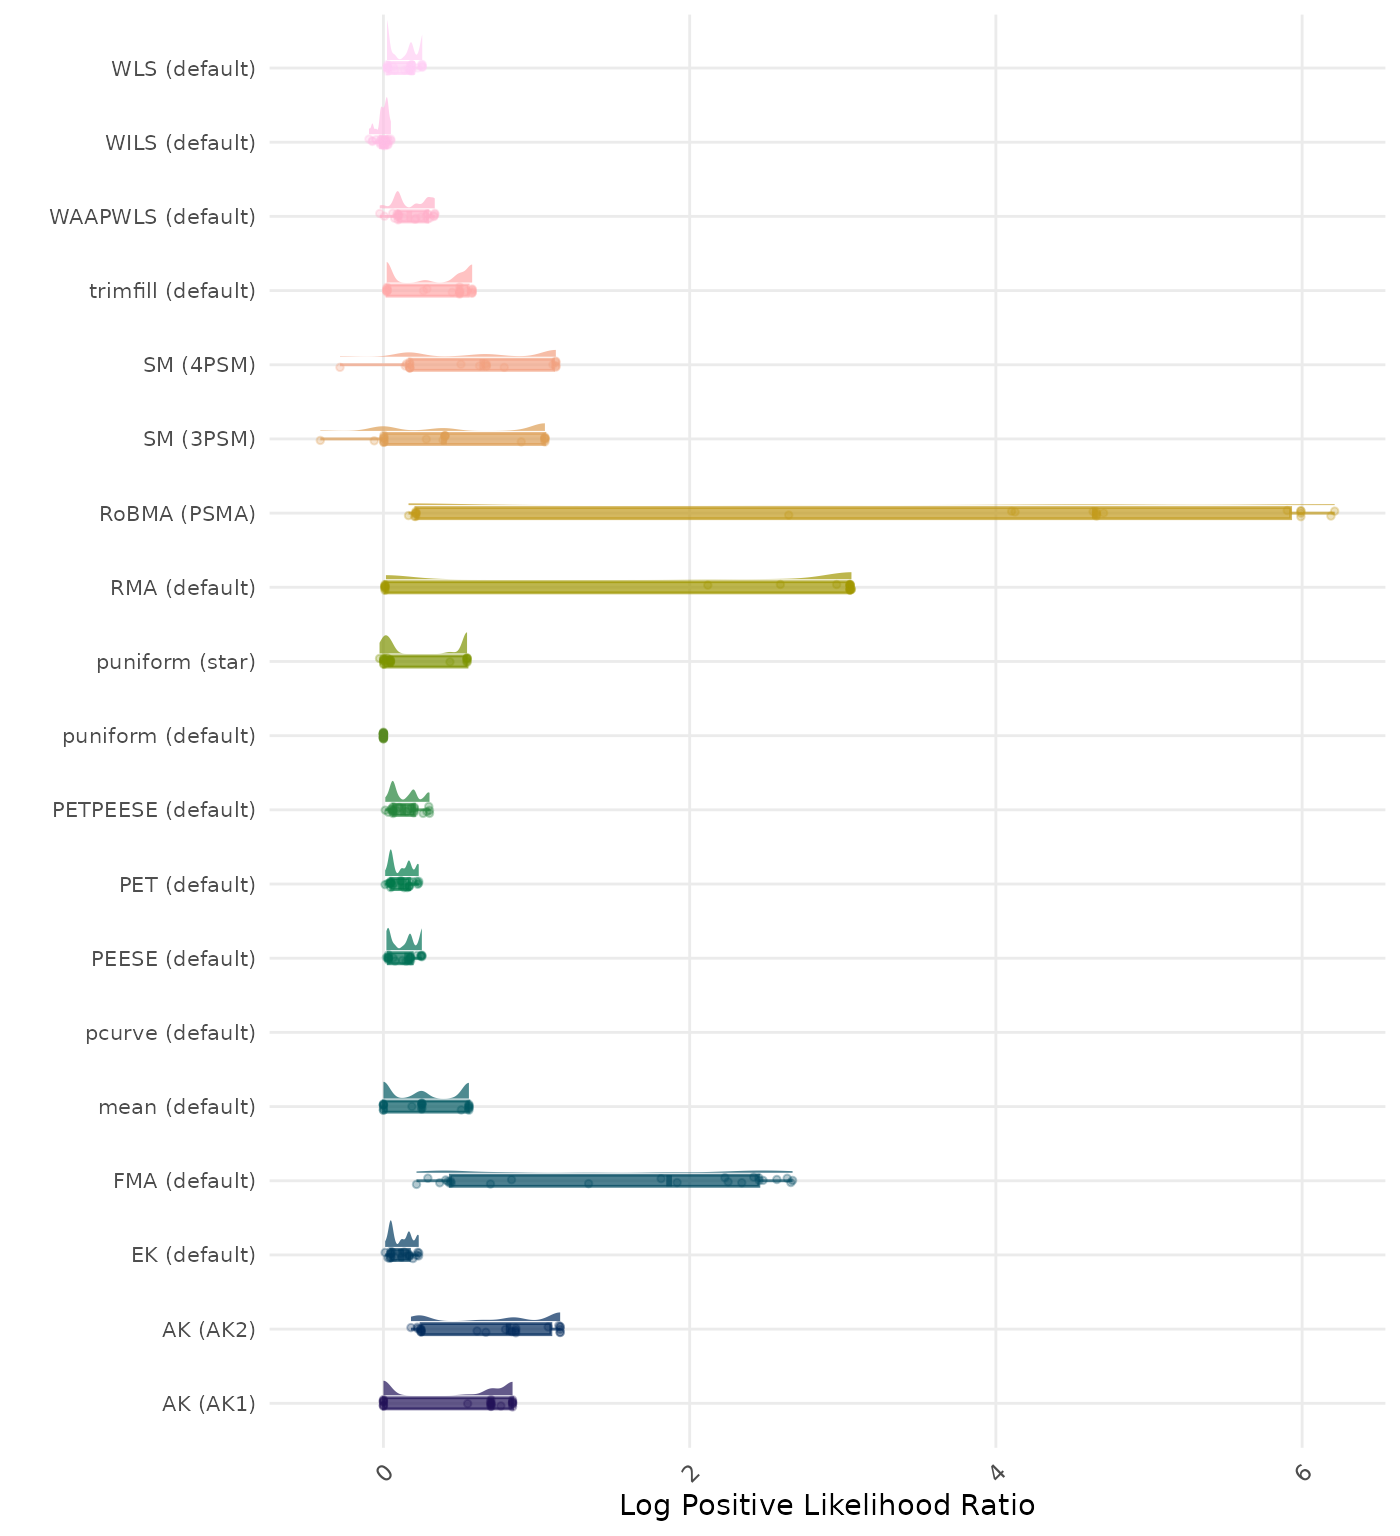 WLS (default)
WILS (default)
WAAPWLS (default)
trimfill (default)
SM (4PSM)
SM (3PSM)
RoBMA (PSMA)
RMA (default)
puniform (star)
puniform (default)
PETPEESE (default)
PET (default)
PEESE (default)
pcurve (default)
mean (default)
FMA (default)
EK (default)
AK (AK2)
AK (AK1)
0 2 4 6
Log Positive Likelihood Ratio